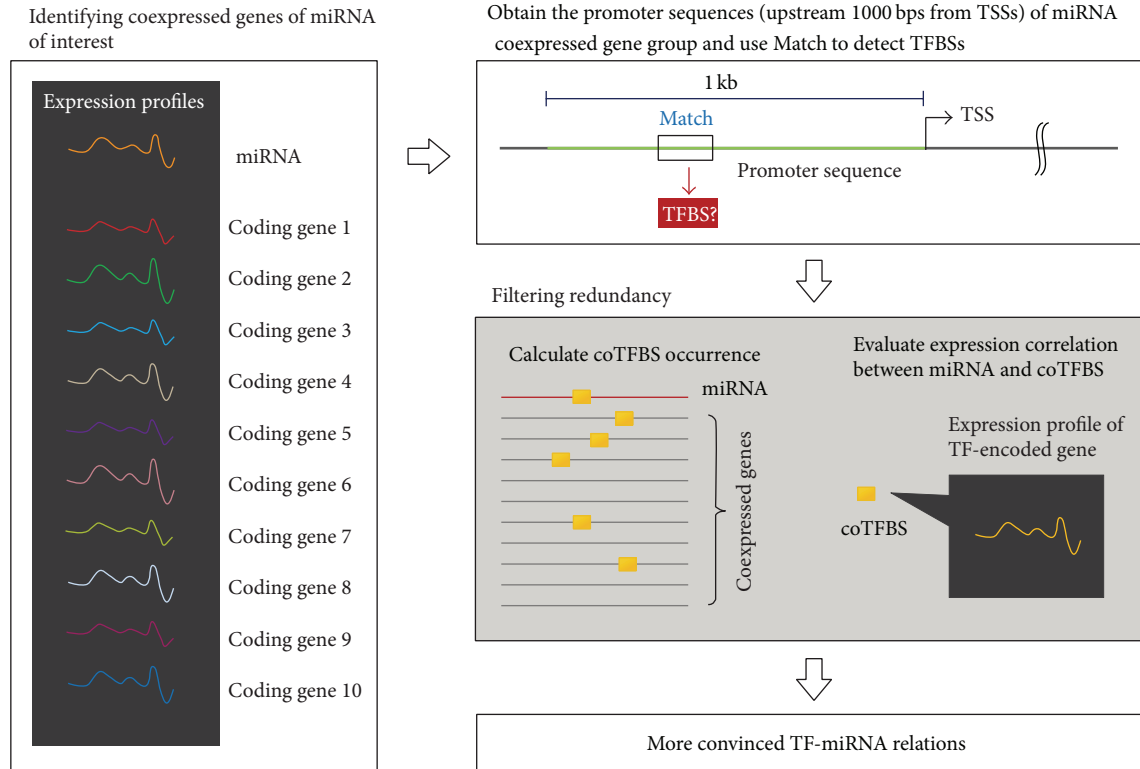 Identifying coexpressed genes of miRNA
of interest
Expression profiles
miRNA
Coding gene 1
Coding gene 2
Coding gene 3
Coding gene 4
Coding gene 5
Coding gene 6
Coding gene 7
Coding gene 8
Coding gene 9
Coding gene 10
Obtain the promoter sequences (upstream 1000 bps from TSSs) of miRNA
coexpressed gene group and use Match to detect TFBSs
1 kb
Match
TSS
Promoter sequence
TFBS?
Filtering redundancy
Calculate coTFBS occurrence
miRNA
Coexpressed genes
Evaluate expression correlation
between miRNA and coTFBS
Expression profile of
TF-encoded gene
coTFBS
More convinced TF-miRNA relations